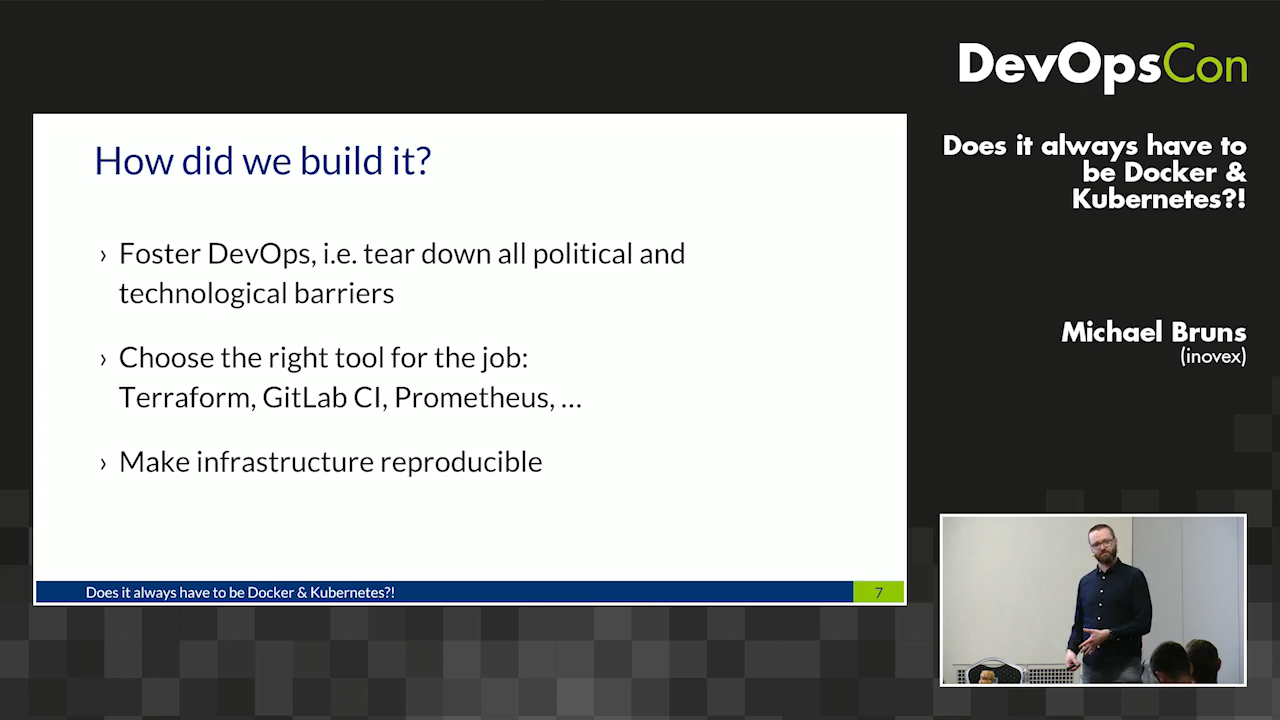 DevOpsCon
Does it always have to
be Docker &
Kubernetes?!
Michael Bruns
(inovex)
How did we build it?
› Foster DevOps, i.e. tear down all political and
technological barriers
› Choose the right tool for the job:
Terraform, GitLab CI, Prometheus, ...
› Make infrastructure reproducible
Does it always have to be Docker & Kubernetes?!
7